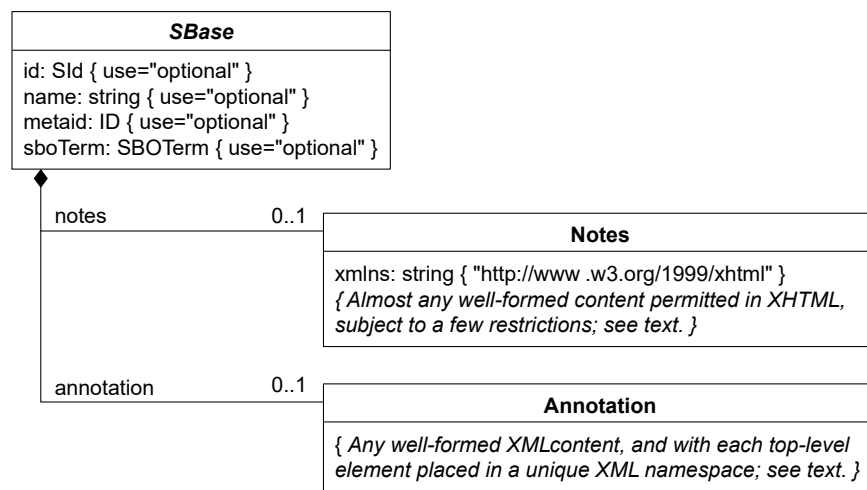 SBase
id: SId { use="optional" }
name: string { use="optional" }
metaid: ID { use="optional" }
sboTerm: SBOTerm { use="optional" }
notes 0..1
Notes
xmlns: string { "http://www .w3.org/1999/xhtml" }
{ Almost any well-formed content permitted in XHTML,
subject to a few restrictions; see text. }
annotation 0..1
Annotation
{ Any well-formed XMLcontent, and with each top-level
element placed in a unique XML namespace; see text. }